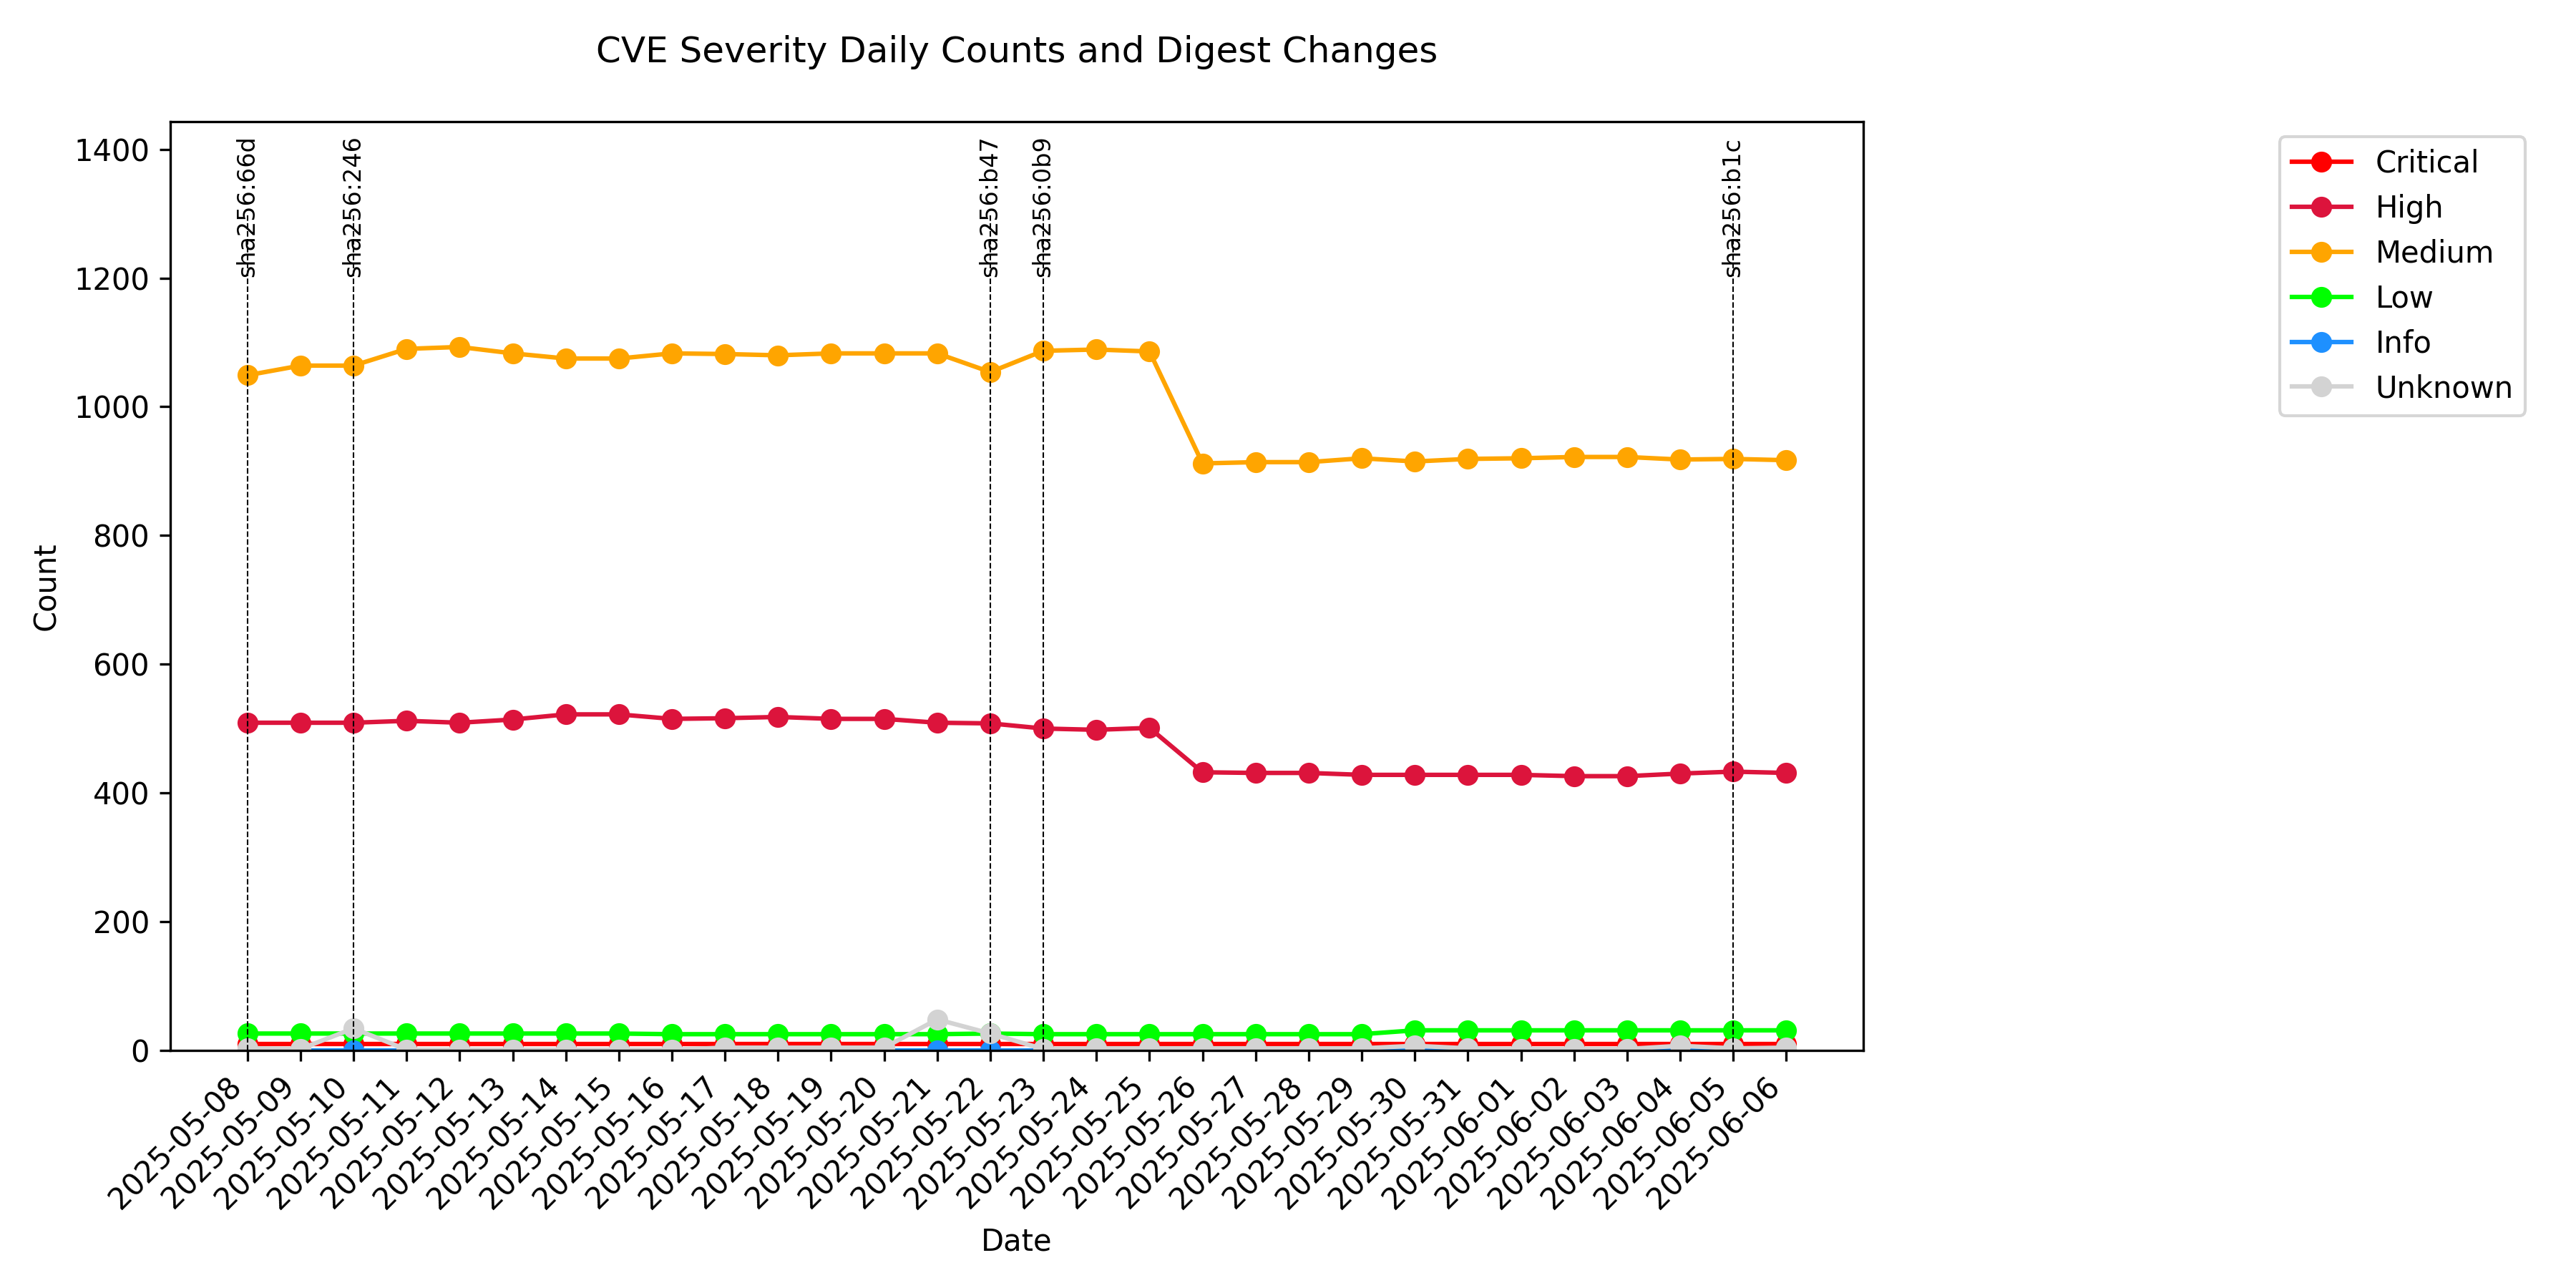 CVE Severity Daily Counts and Digest Changes
sha256:66d
sha256:246
sha256:b47
sha256:0b9
sha256:b1c
Critical
High
Medium
Low
Info
Unknown
1400
1200
1000
800
600
400
200
0
Count
2025-05-08
2025-05-09
2025-05-10
2025-05-11
2025-05-12
2025-05-13
2025-05-14
2025-05-15
2025-05-16
2025-05-17
2025-05-18
2025-05-19
2025-05-20
2025-05-21
2025-05-22
2025-05-23
2025-05-24
2025-05-25
2025-05-26
2025-05-27
2025-05-28
2025-05-29
2025-05-30
2025-05-31
2025-06-01
2025-06-02
2025-06-03
2025-06-04
2025-06-05
2025-06-06
Date